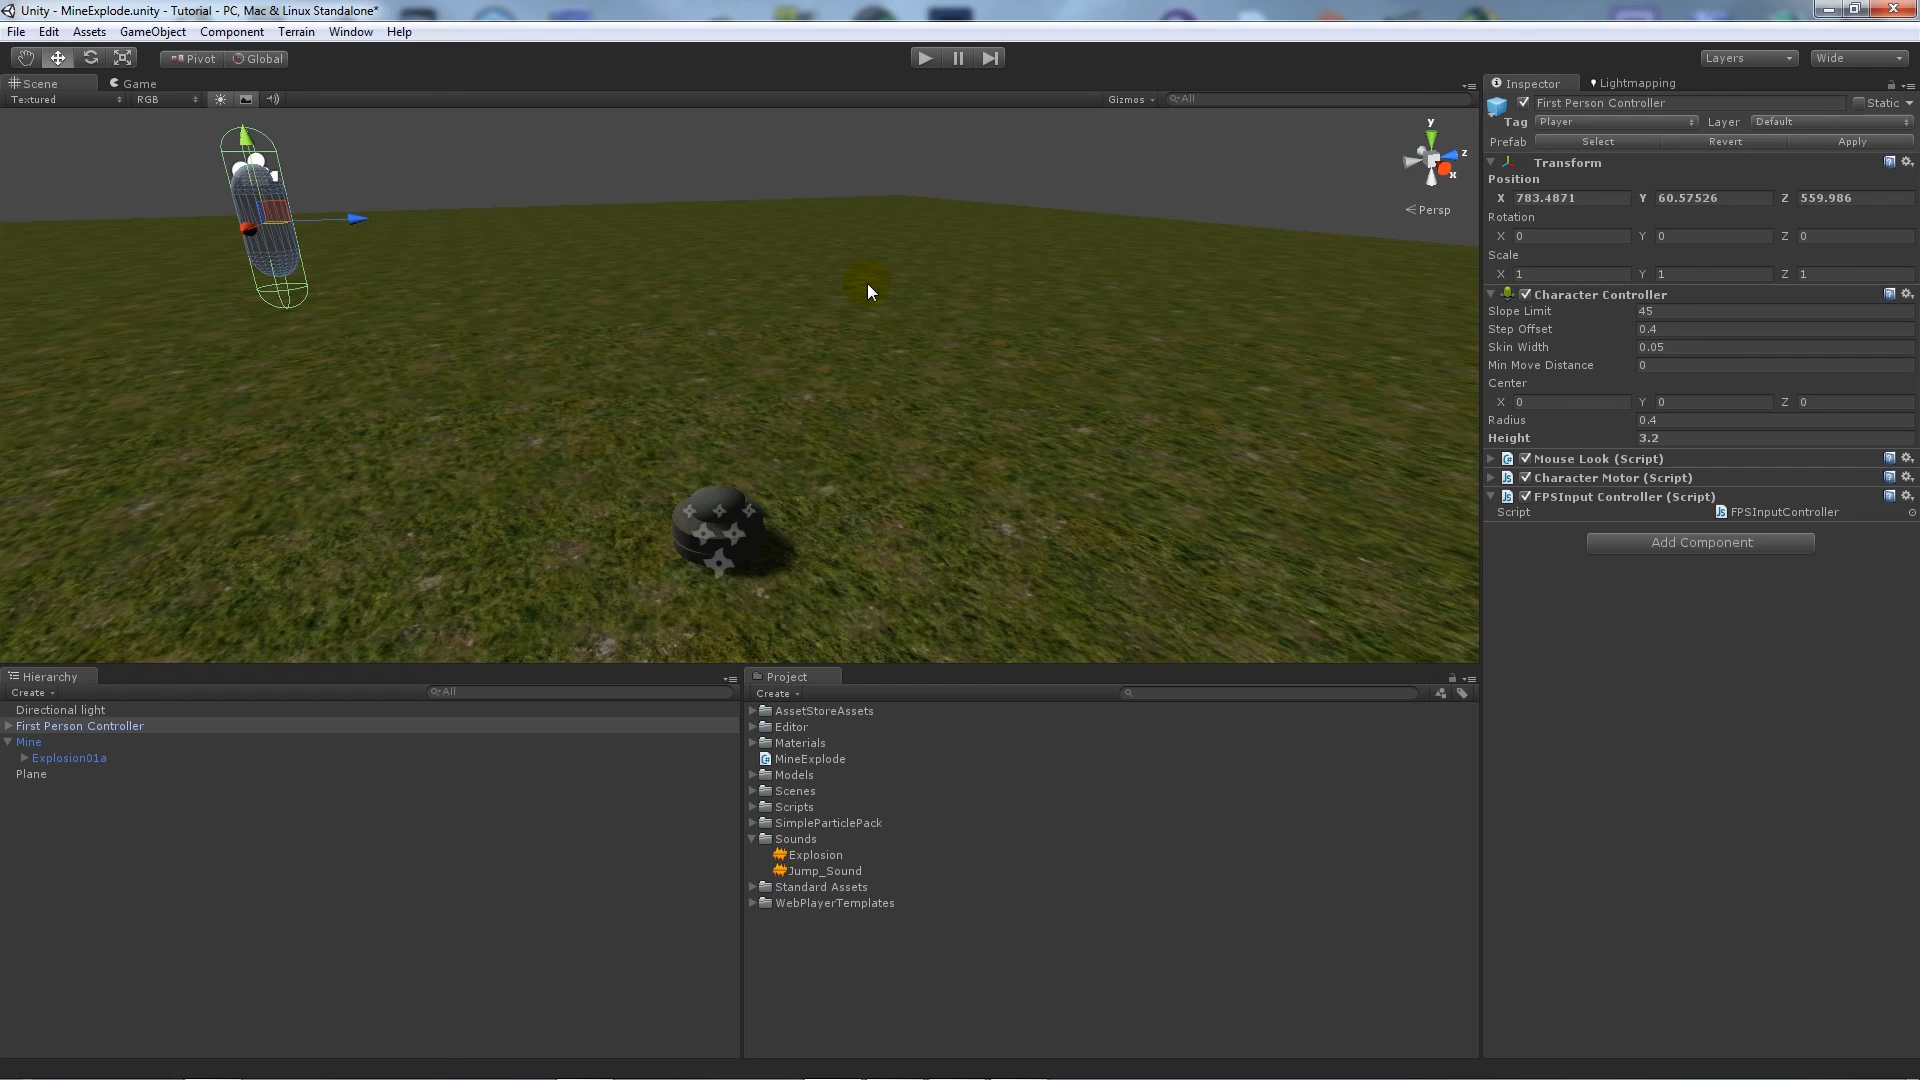 Unity - MineExplode.unity - Tutorial - PC, Mac & Linux Standalone*
File Edit Assets GameObject Component Terrain Window Help
Pivot Global Layers Wide
Scene Game
Textured RGB Gizmos All
y
z
x
Persp
Inspector Lightmapping
First Person Controller Static
Tag Player Layer Default
Prefab Select Revert Apply
Transform
Position
X 783.4871 Y 60.57526 Z 559.986
Rotation
X 0 Y 0 Z 0
Scale
X 1 Y 1 Z 1
Character Controller
Slope Limit 45
Step Offset 0.4
Skin Width 0.05
Min Move Distance 0
Center
X 0 Y 0 Z 0
Radius 0.4
Height 3.2
Mouse Look (Script)
Character Motor (Script)
FPSInput Controller (Script)
Script FPSInputController
Add Component
Hierarchy
Create All
Directional light
First Person Controller
Mine
Explosion01a
Plane
Project
Create
AssetStoreAssets
Editor
Materials
MineExplode
Models
Scenes
Scripts
SimpleParticlePack
Sounds
Explosion
Jump_Sound
Standard Assets
WebPlayerTemplates